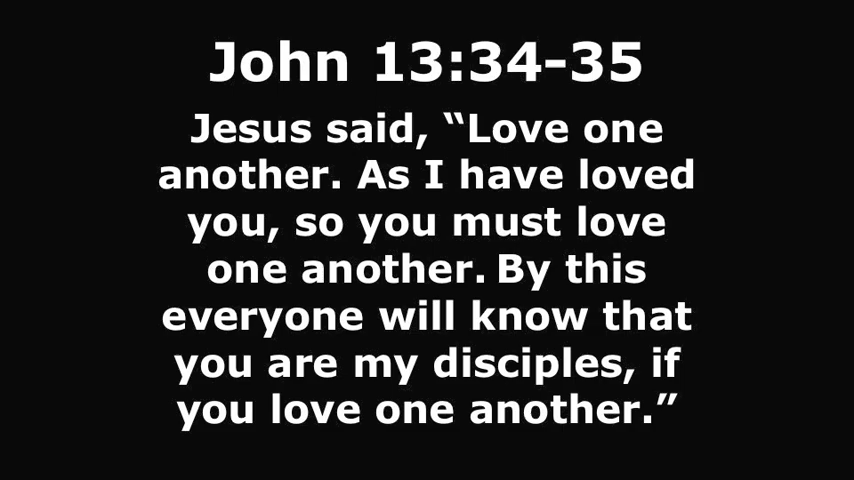 John 13:34-35
Jesus said, “Love one
another. As I have loved
you, so you must love
one another. By this
everyone will know that
you are my disciples, if
you love one another.”